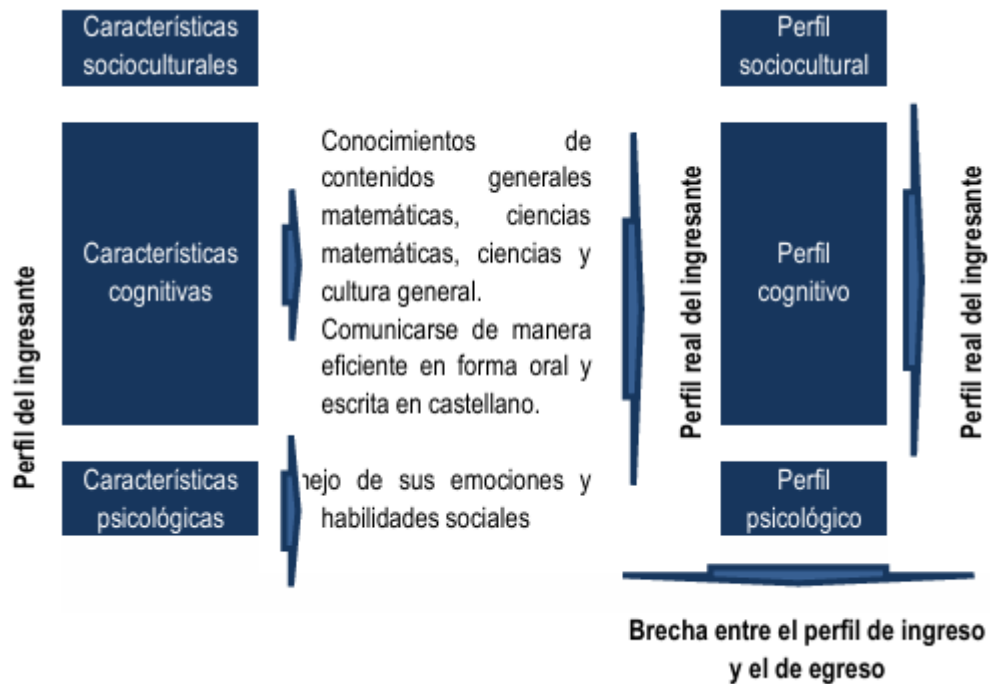 Perfil del ingresante
Características
socioculturales
Características
cognitivas
Características
psicológicas
Conocimientos de
contenidos generales
matemáticas, ciencias
matemáticas, ciencias y
cultura general.
Comunicarse de manera
eficiente en forma oral y
escrita en castellano.
nejo de sus emociones y
habilidades sociales
Perfil real del ingresante
Perfil
sociocultural
Perfil
cognitivo
Perfil
psicológico
Perfil real del ingresante
Brecha entre el perfil de ingreso
y el de egreso